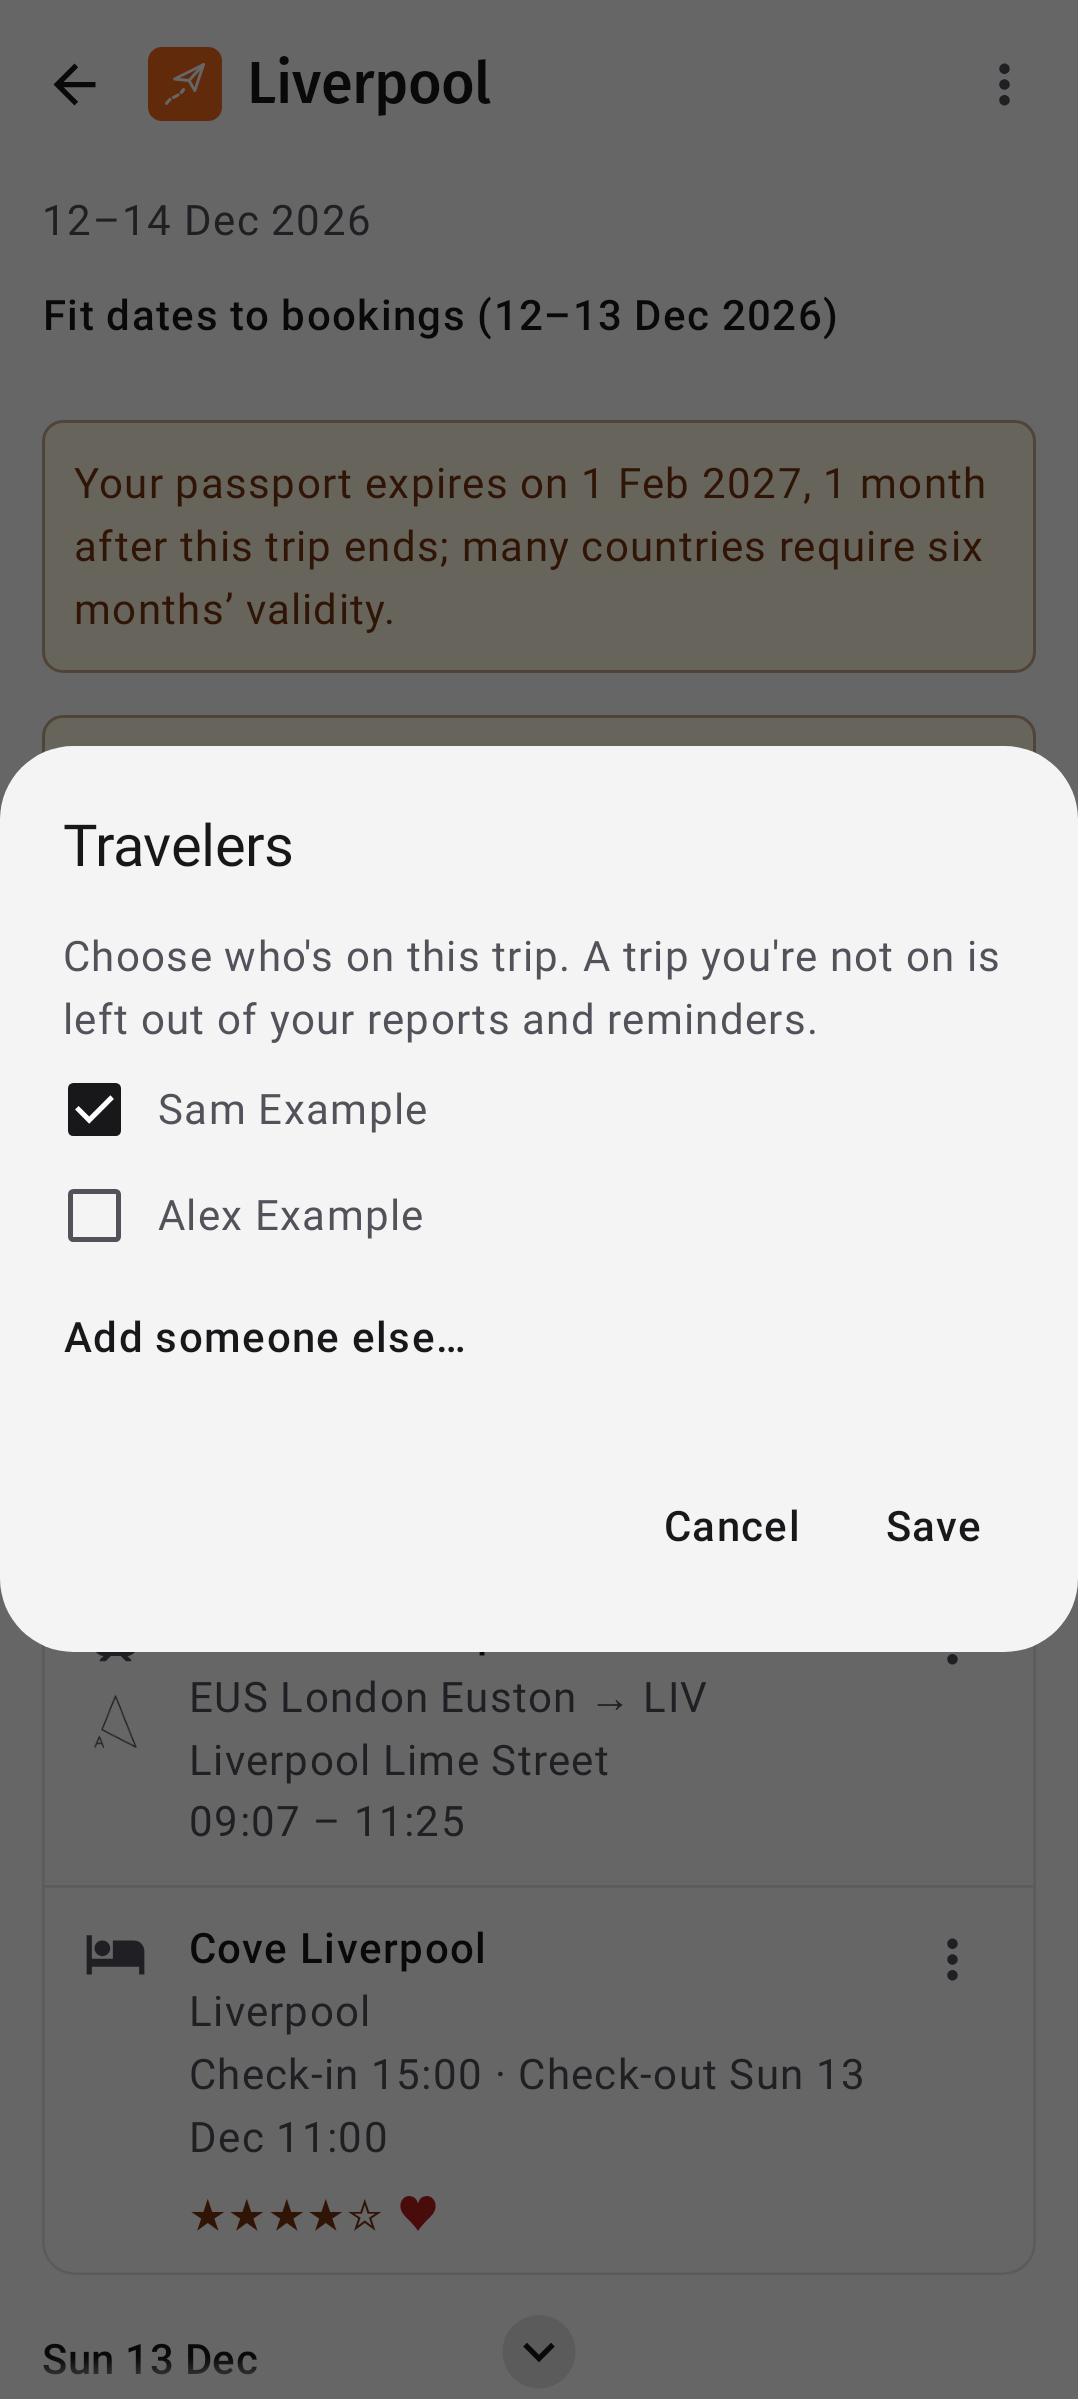 Liverpool
12–14 Dec 2026
Fit dates to bookings (12–13 Dec 2026)
Your passport expires on 1 Feb 2027, 1 month
after this trip ends; many countries require six
months’ validity.
Travelers
Choose who's on this trip. A trip you're not on is
left out of your reports and reminders.
Sam Example
Alex Example
Add someone else…
Cancel Save
EUS London Euston → LIV
A
Liverpool Lime Street
09:07 – 11:25
Cove Liverpool
Liverpool
Check-in 15:00 · Check-out Sun 13
Dec 11:00
★★★★☆ ♥
Sun 13 Dec